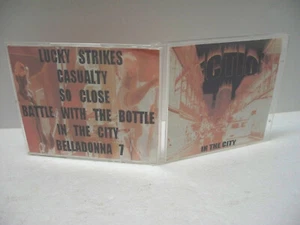 LUCKY STRIKES
CASUALTY
SO CLOSE
BATTLE WITH THE BOTTLE
IN THE CITY
BELLADONNA 7
IN THE CITY